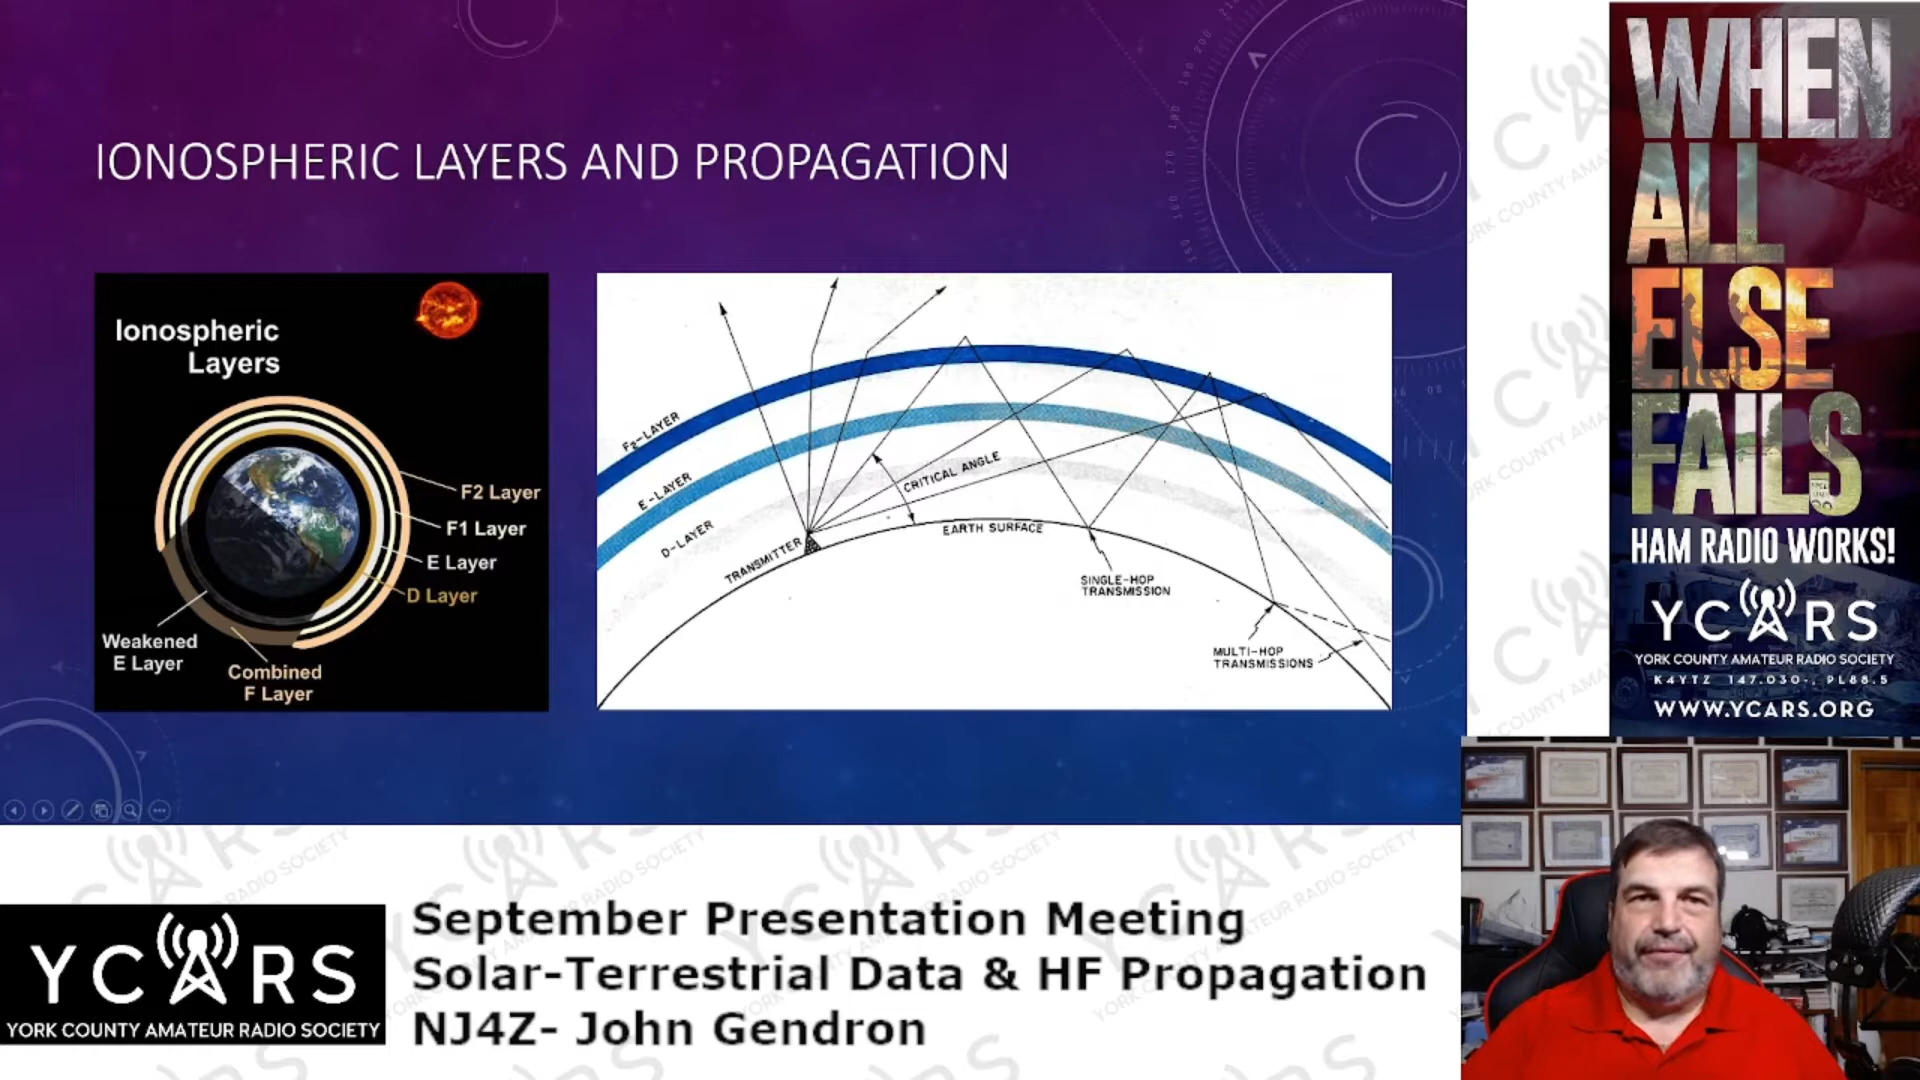 IONOSPHERIC LAYERS AND PROPAGATION
Ionospheric
Layers
F2 Layer
F1 Layer
E Layer
D Layer
Weakened
E Layer
Combined
F Layer
F2-LAYER
E-LAYER
D-LAYER
TRANSMITTER
CRITICAL ANGLE
EARTH SURFACE
SINGLE-HOP
TRANSMISSION
MULTI-HOP
TRANSMISSIONS
WHEN
ALL
ELSE
FAILS
HAM RADIO WORKS!
YCARS
YORK COUNTY AMATEUR RADIO SOCIETY
K4YTZ 147.030-, PL88.5
WWW.YCARS.ORG
YCARS
YORK COUNTY AMATEUR RADIO SOCIETY
September Presentation Meeting
Solar-Terrestrial Data & HF Propagation
NJ4Z- John Gendron